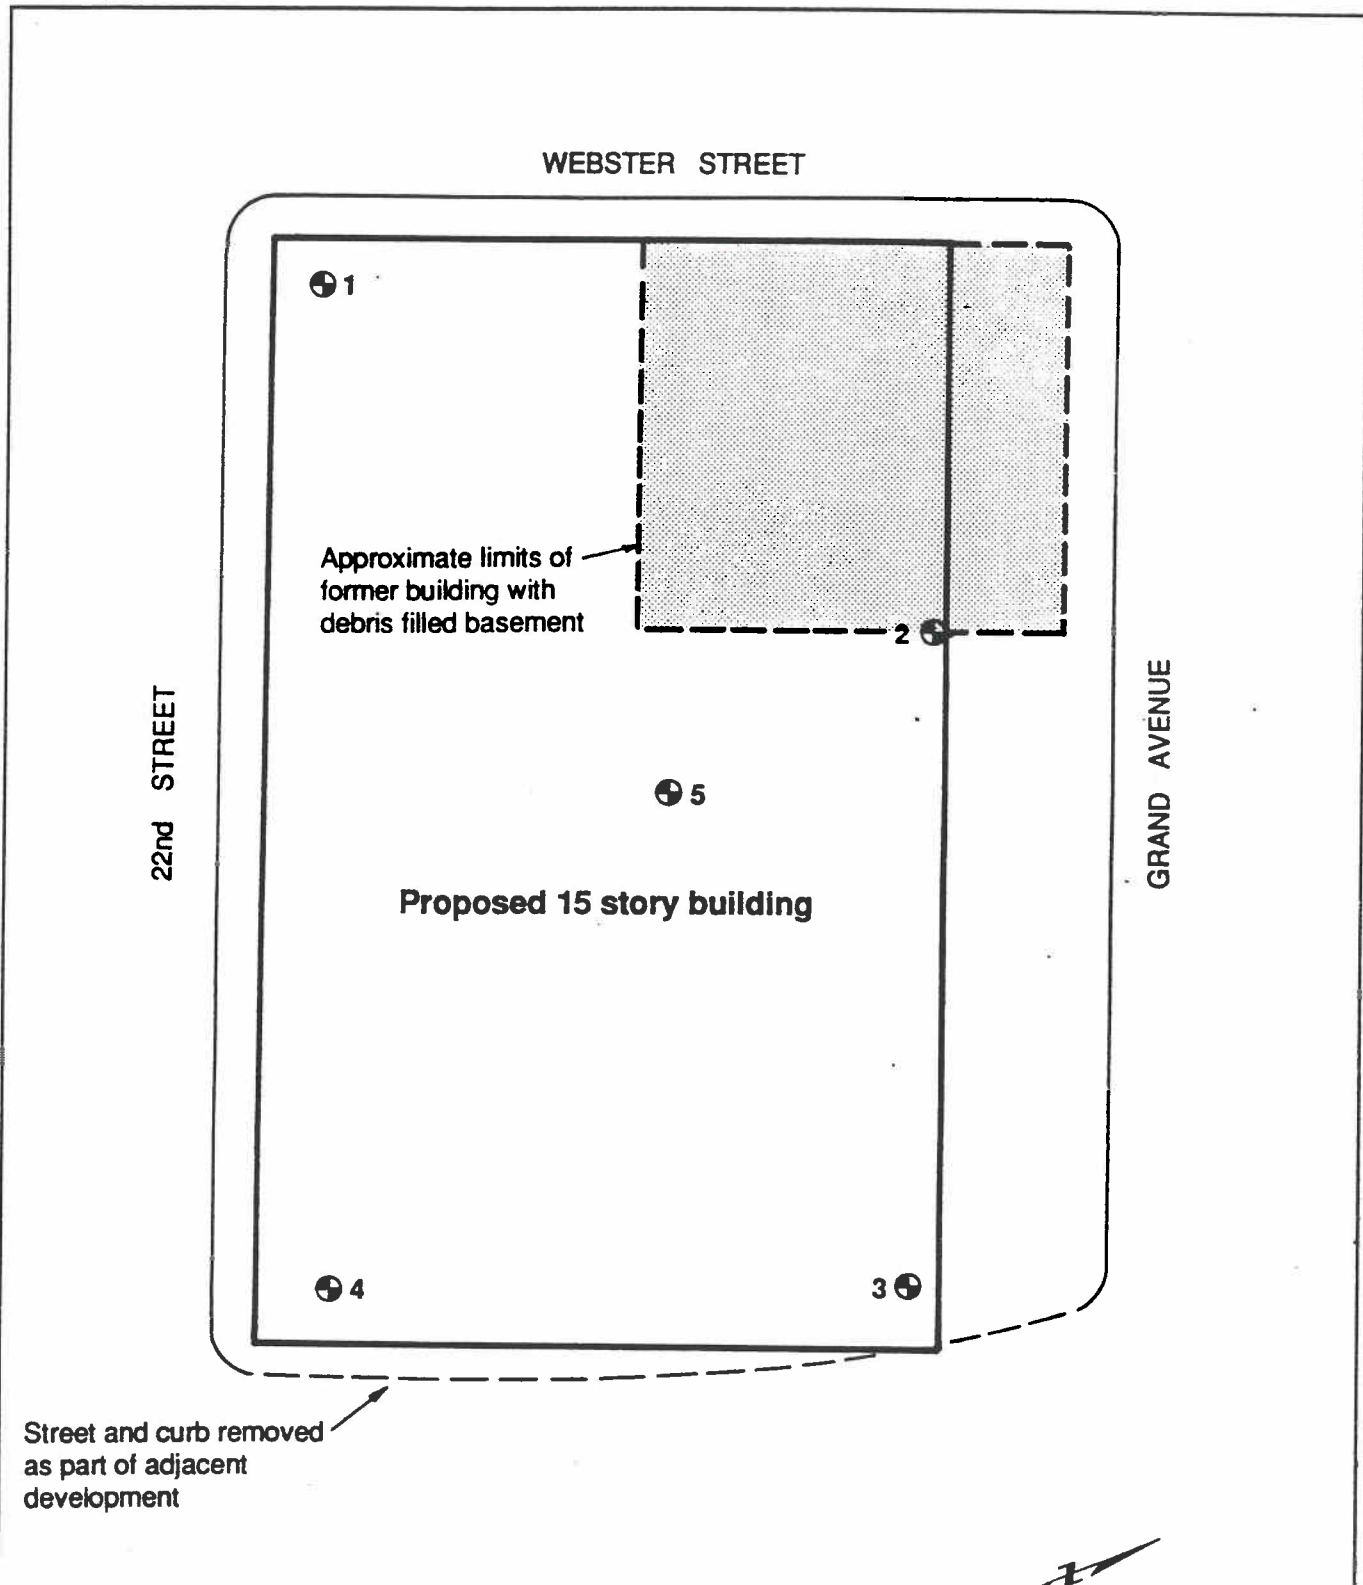 WEBSTER STREET
1
Approximate limits of
former building with
debris filled basement
2
22nd STREET
GRAND AVENUE
5
Proposed 15 story building
4
3
Street and curb removed
as part of adjacent
development
Z